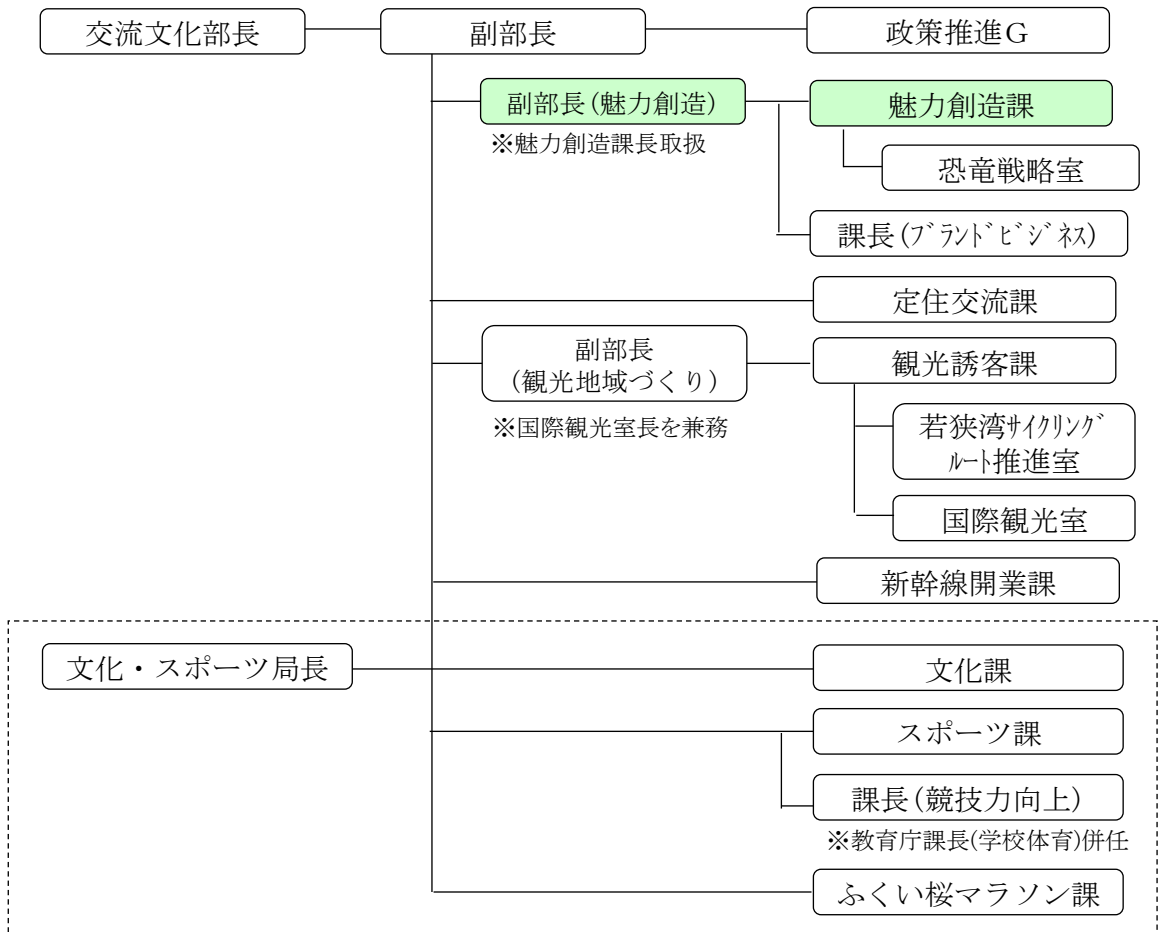 交流文化部長
副部長
政策推進G
副部長(魅力創造)
魅力創造課
※魅力創造課長取扱
恐竜戦略室
課長(ﾌﾞﾗﾝﾄﾞﾋﾞｼﾞﾈｽ)
定住交流課
副部長
(観光地域づくり)
観光誘客課
※国際観光室長を兼務
若狭湾ｻｲｸﾘﾝｸﾞ
ﾙｰﾄ推進室
国際観光室
新幹線開業課
文化・スポーツ局長
文化課
スポーツ課
課長(競技力向上)
※教育庁課長(学校体育)併任
ふくい桜マラソン課